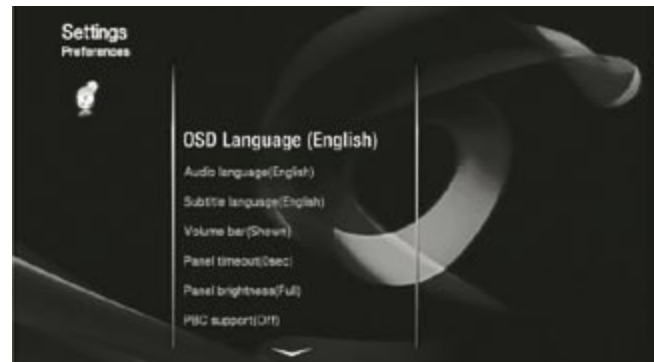 Settings
Preferences
OSD Language (English)
Audio language(English)
Subtitle language(English)
Volume bar(Shown)
Panel timeout(0sec)
Panel brightness(Full)
PBC support(Off)